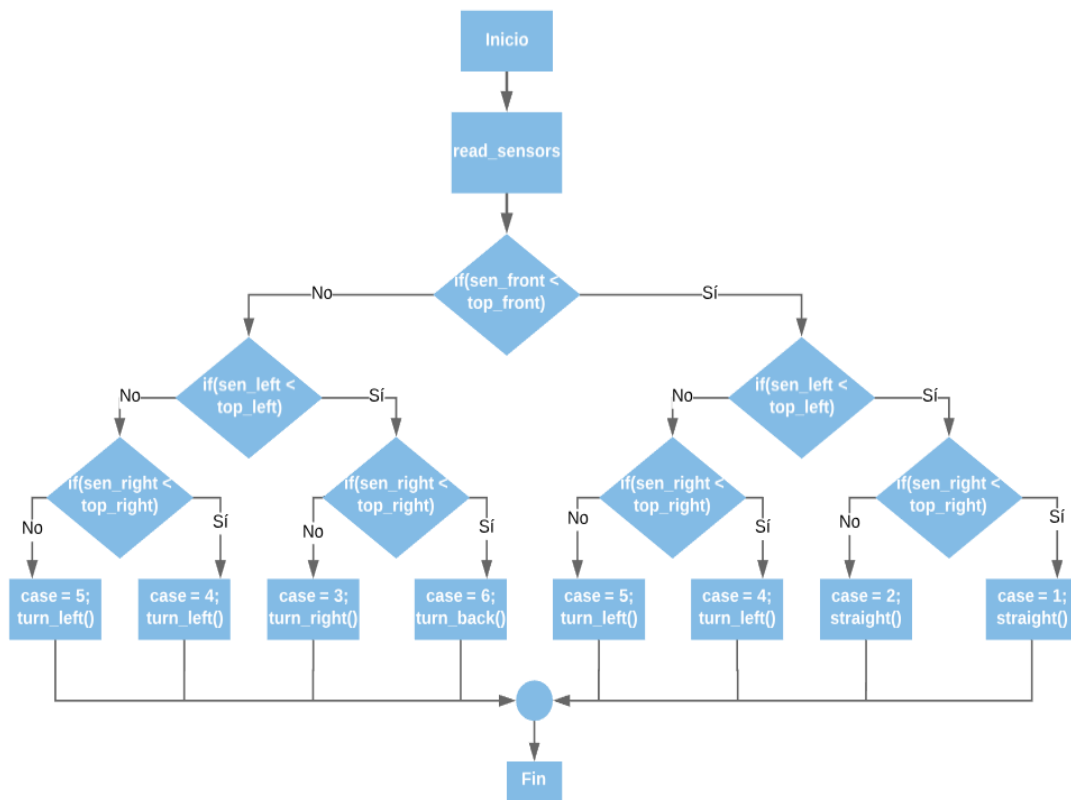 Inicio
read_sensors
if(sen_front <
top_front)
No
Sí
if(sen_left <
top_left)
if(sen_left <
top_left)
No
Sí
No
Sí
if(sen_right <
top_right)
if(sen_right <
top_right)
if(sen_right <
top_right)
if(sen_right <
top_right)
No
Sí
No
Sí
No
Sí
No
Sí
case = 5;
turn_left()
case = 4;
turn_left()
case = 3;
turn_right()
case = 6;
turn_back()
case = 5;
turn_left()
case = 4;
turn_left()
case = 2;
straight()
case = 1;
straight()
Fin